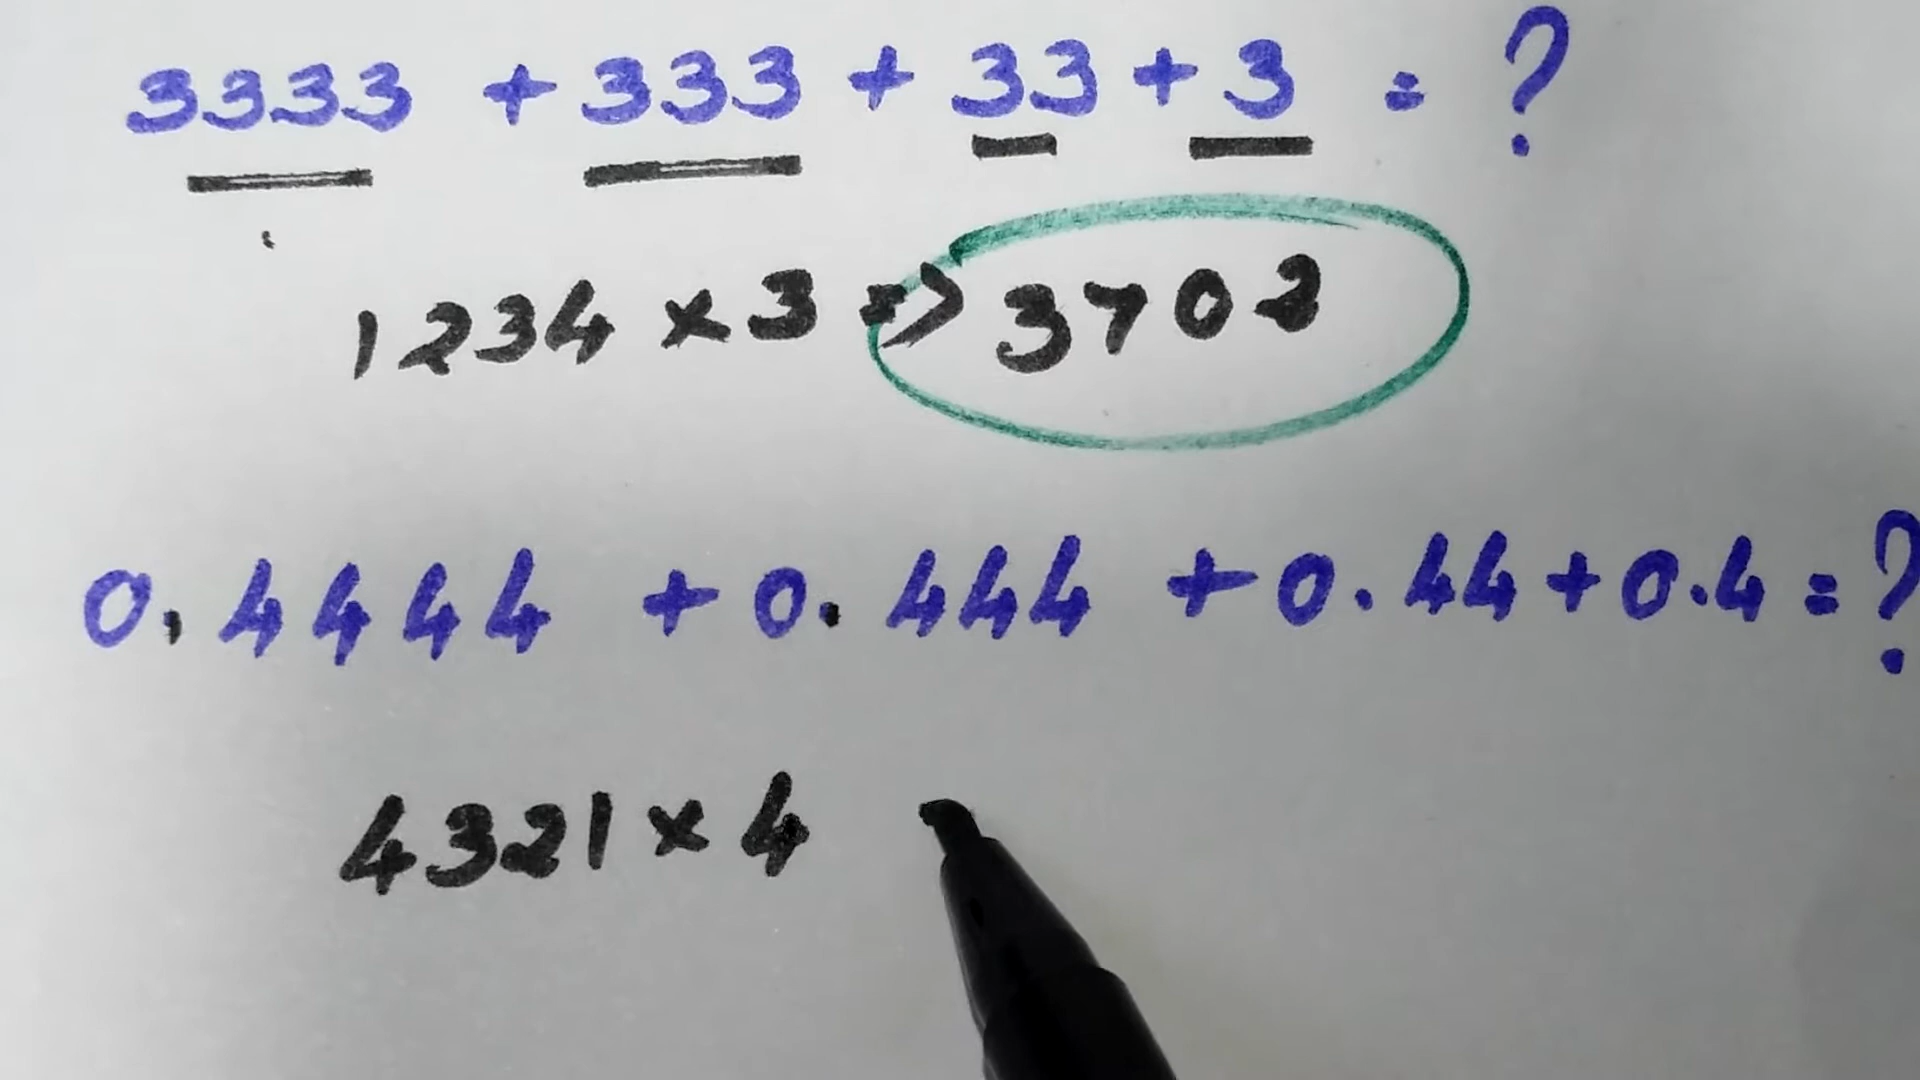 3333 + 333 + 33 + 3 = ?
1234 × 3 => 3702
0.4444 + 0.444 + 0.44 + 0.4 = ?
4321 × 4